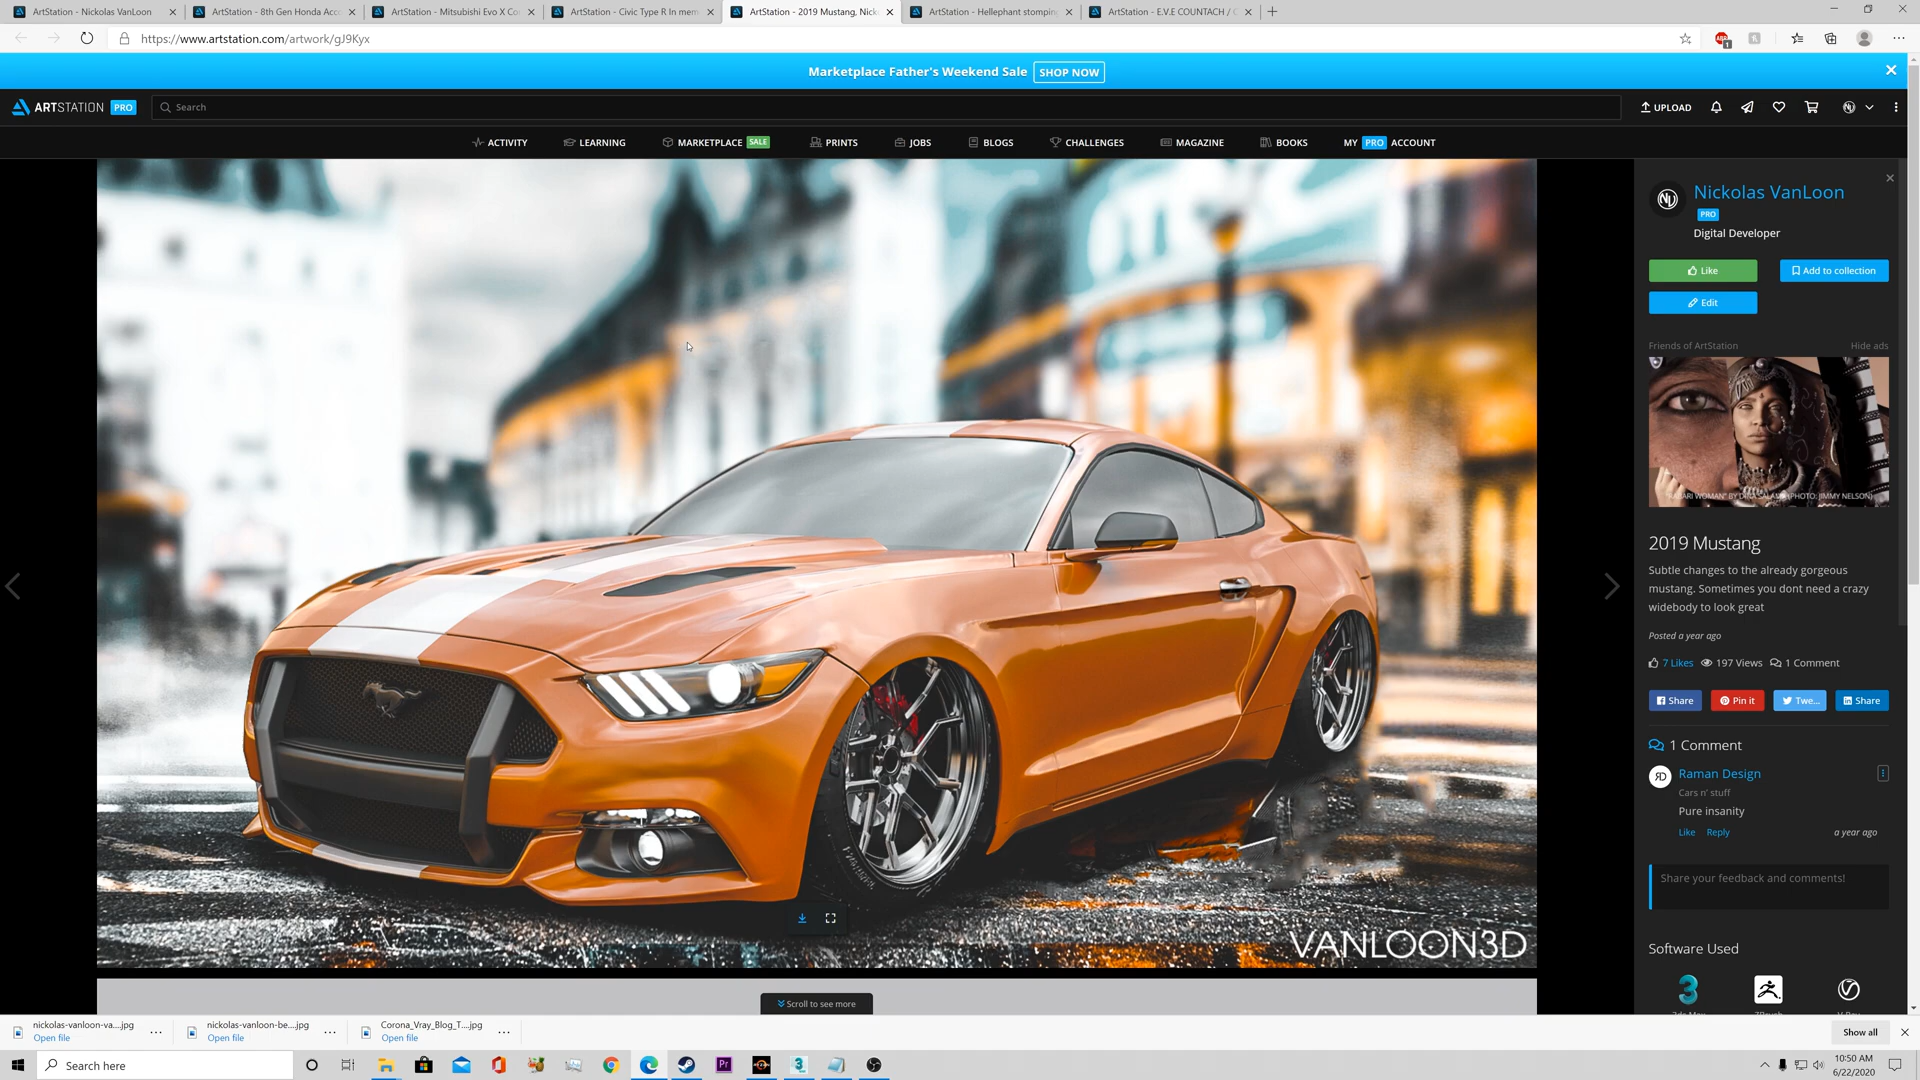 ArtStation - Nickolas VanLoon
ArtStation - 8th Gen Honda Acc
ArtStation - Mitsubishi Evo X Co
ArtStation - Civic Type R In mem
ArtStation - 2019 Mustang, Nick
ArtStation - Hellephant stomping
ArtStation - E.V.E COUNTACH / C
https://www.artstation.com/artwork/gJ9Kyx
1
Marketplace Father's Weekend Sale SHOP NOW
ARTSTATION PRO
Search
UPLOAD
ACTIVITY
LEARNING
MARKETPLACE SALE
PRINTS
JOBS
BLOGS
CHALLENGES
MAGAZINE
BOOKS
MY PRO ACCOUNT
Nickolas VanLoon
PRO
Digital Developer
Like
Add to collection
Edit
Friends of ArtStation
Hide ads
2019 Mustang
Subtle changes to the already gorgeous
mustang. Sometimes you dont need a crazy
widebody to look great
Posted a year ago
7 Likes 197 Views 1 Comment
Share
Pin it
Twe...
Share
1 Comment
Raman Design
Cars n' stuff
Pure insanity
Like Reply
a year ago
Share your feedback and comments!
Software Used
VANLOON3D
Scroll to see more
nickolas-vanloon-va....jpg
Open file
nickolas-vanloon-be....jpg
Open file
Corona_Vray_Blog_T....jpg
Open file
Show all
Search here
10:50 AM
6/22/2020